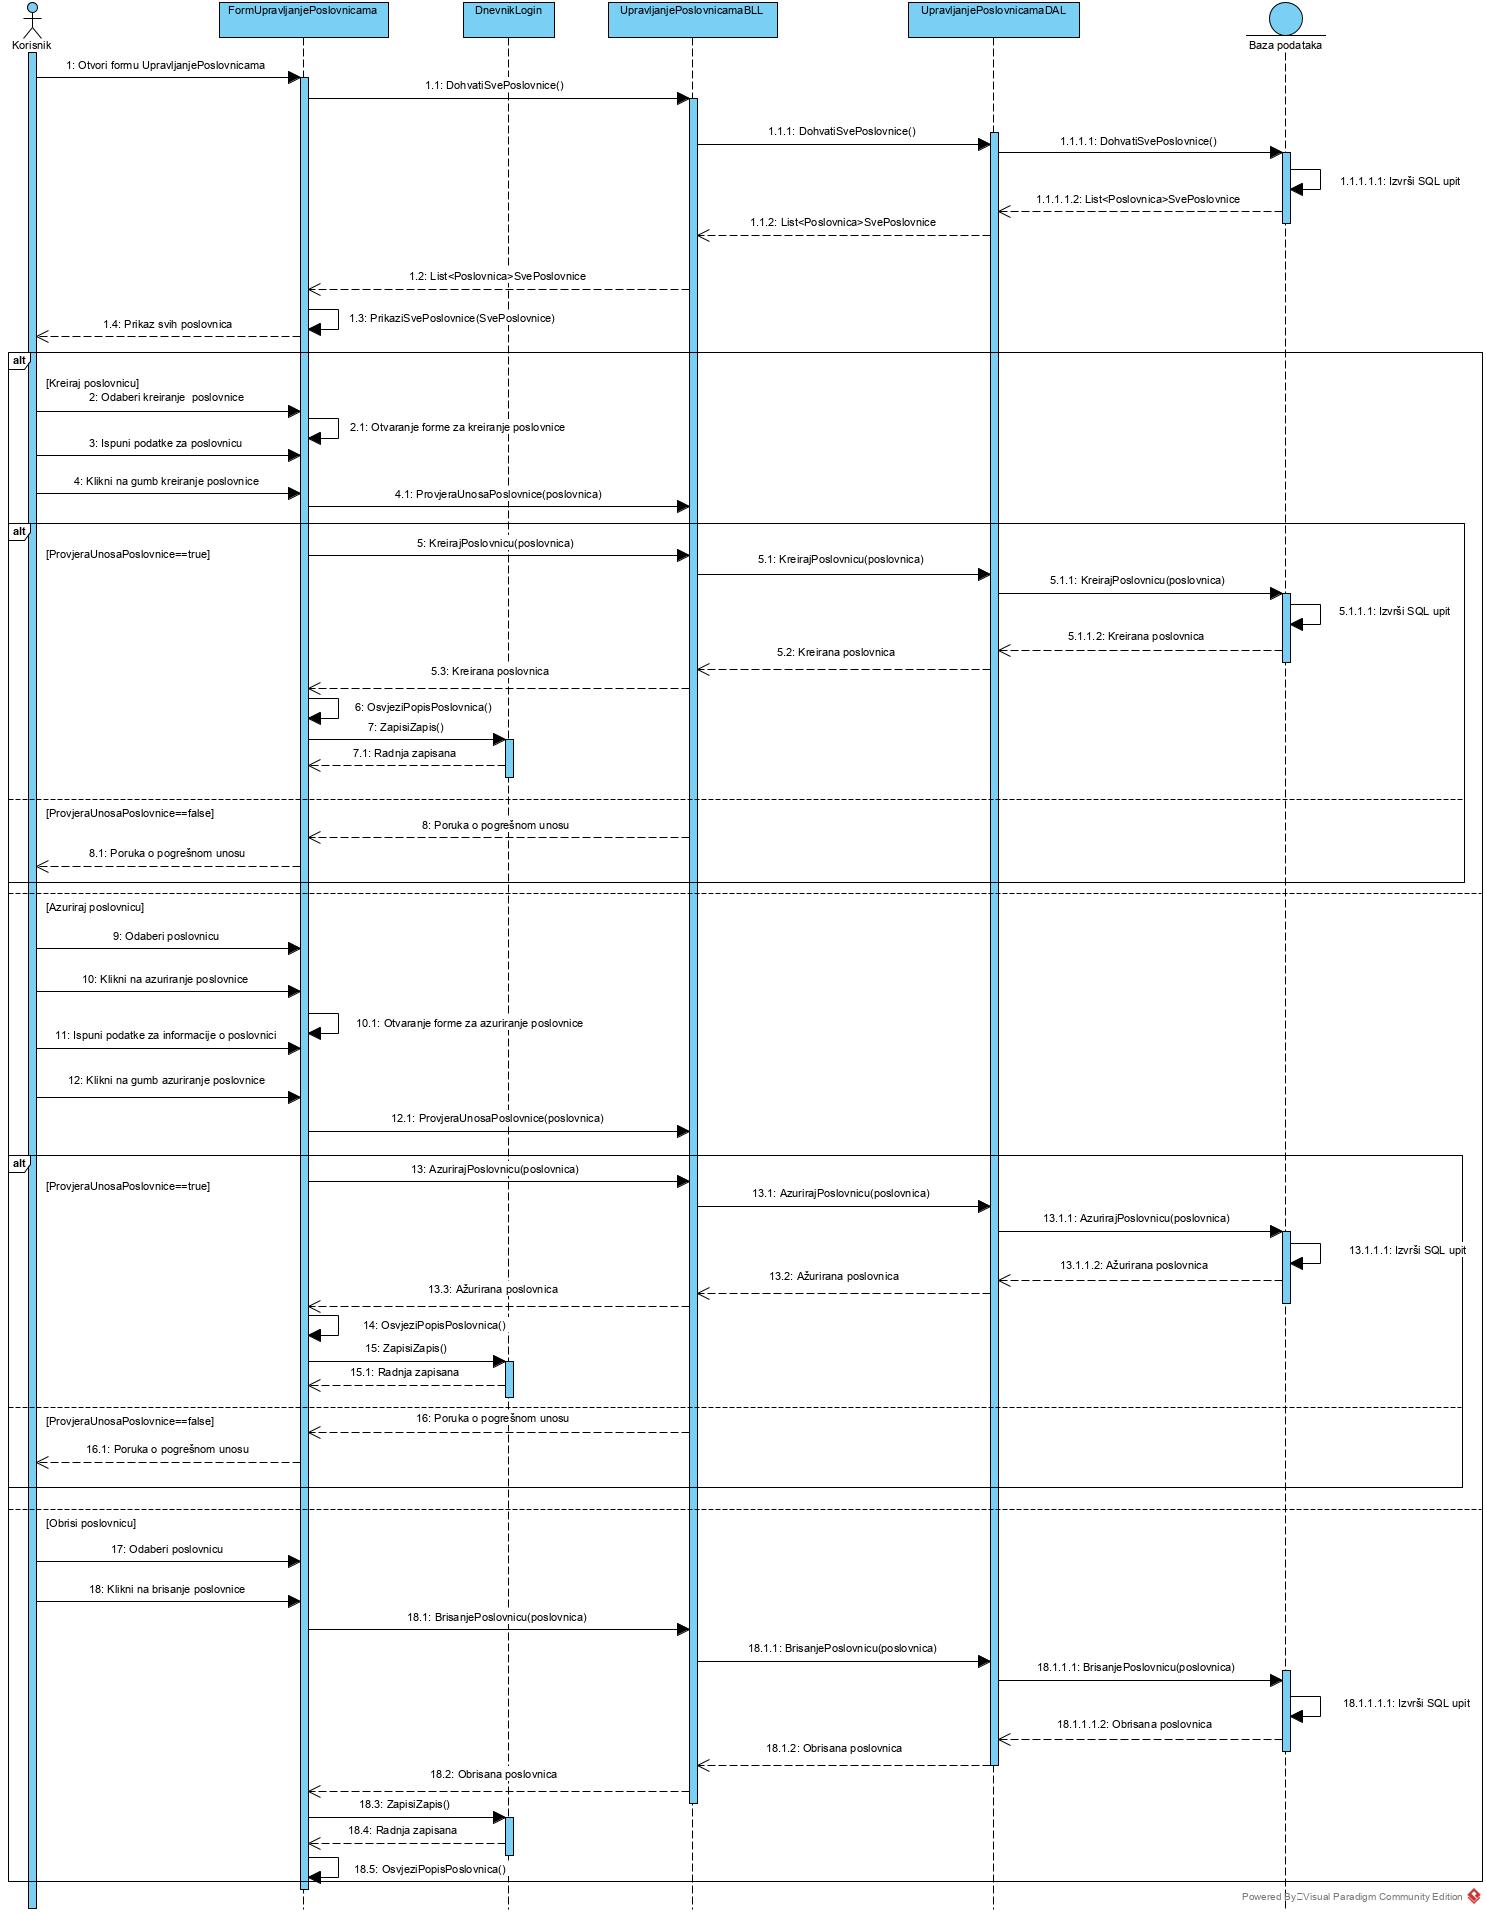 FormUpravljanjePoslovnicama
DnevnikLogin
UpravljanjePoslovnicamaBLL
UpravljanjePoslovnicamaDAL
Korisnik
Baza podataka
1: Otvori formu UpravljanjePoslovnicama
1.1: DohvatiSvePoslovnice()
1.1.1: DohvatiSvePoslovnice()
1.1.1.1: DohvatiSvePoslovnice()
1.1.1.1.1: Izvrši SQL upit
1.1.1.1.2: List<Poslovnica>SvePoslovnice
1.1.2: List<Poslovnica>SvePoslovnice
1.2: List<Poslovnica>SvePoslovnice
1.3: PrikaziSvePoslovnice(SvePoslovnice)
1.4: Prikaz svih poslovnica
alt
[Kreiraj poslovnicu]
2: Odaberi kreiranje  poslovnice
2.1: Otvaranje forme za kreiranje poslovnice
3: Ispuni podatke za poslovnicu
4: Klikni na gumb kreiranje poslovnice
4.1: ProvjeraUnosaPoslovnice(poslovnica)
alt
[ProvjeraUnosaPoslovnice==true]
5: KreirajPoslovnicu(poslovnica)
5.1: KreirajPoslovnicu(poslovnica)
5.1.1: KreirajPoslovnicu(poslovnica)
5.1.1.1: Izvrši SQL upit
5.1.1.2: Kreirana poslovnica
5.2: Kreirana poslovnica
5.3: Kreirana poslovnica
6: OsvjeziPopisPoslovnica()
7: ZapisiZapis()
7.1: Radnja zapisana
[ProvjeraUnosaPoslovnice==false]
8: Poruka o pogrešnom unosu
8.1: Poruka o pogrešnom unosu
[Azuriraj poslovnicu]
9: Odaberi poslovnicu
10: Klikni na azuriranje poslovnice
10.1: Otvaranje forme za azuriranje poslovnice
11: Ispuni podatke za informacije o poslovnici
12: Klikni na gumb azuriranje poslovnice
12.1: ProvjeraUnosaPoslovnice(poslovnica)
alt
[ProvjeraUnosaPoslovnice==true]
13: AzurirajPoslovnicu(poslovnica)
13.1: AzurirajPoslovnicu(poslovnica)
13.1.1: AzurirajPoslovnicu(poslovnica)
13.1.1.1: Izvrši SQL upit
13.1.1.2: Ažurirana poslovnica
13.2: Ažurirana poslovnica
13.3: Ažurirana poslovnica
14: OsvjeziPopisPoslovnica()
15: ZapisiZapis()
15.1: Radnja zapisana
[ProvjeraUnosaPoslovnice==false]
16: Poruka o pogrešnom unosu
16.1: Poruka o pogrešnom unosu
[Obrisi poslovnicu]
17: Odaberi poslovnicu
18: Klikni na brisanje poslovnice
18.1: BrisanjePoslovnicu(poslovnica)
18.1.1: BrisanjePoslovnicu(poslovnica)
18.1.1.1: BrisanjePoslovnicu(poslovnica)
18.1.1.1.1: Izvrši SQL upit
18.1.1.1.2: Obrisana poslovnica
18.1.2: Obrisana poslovnica
18.2: Obrisana poslovnica
18.3: ZapisiZapis()
18.4: Radnja zapisana
18.5: OsvjeziPopisPoslovnica()
Powered By Visual Paradigm Community Edition